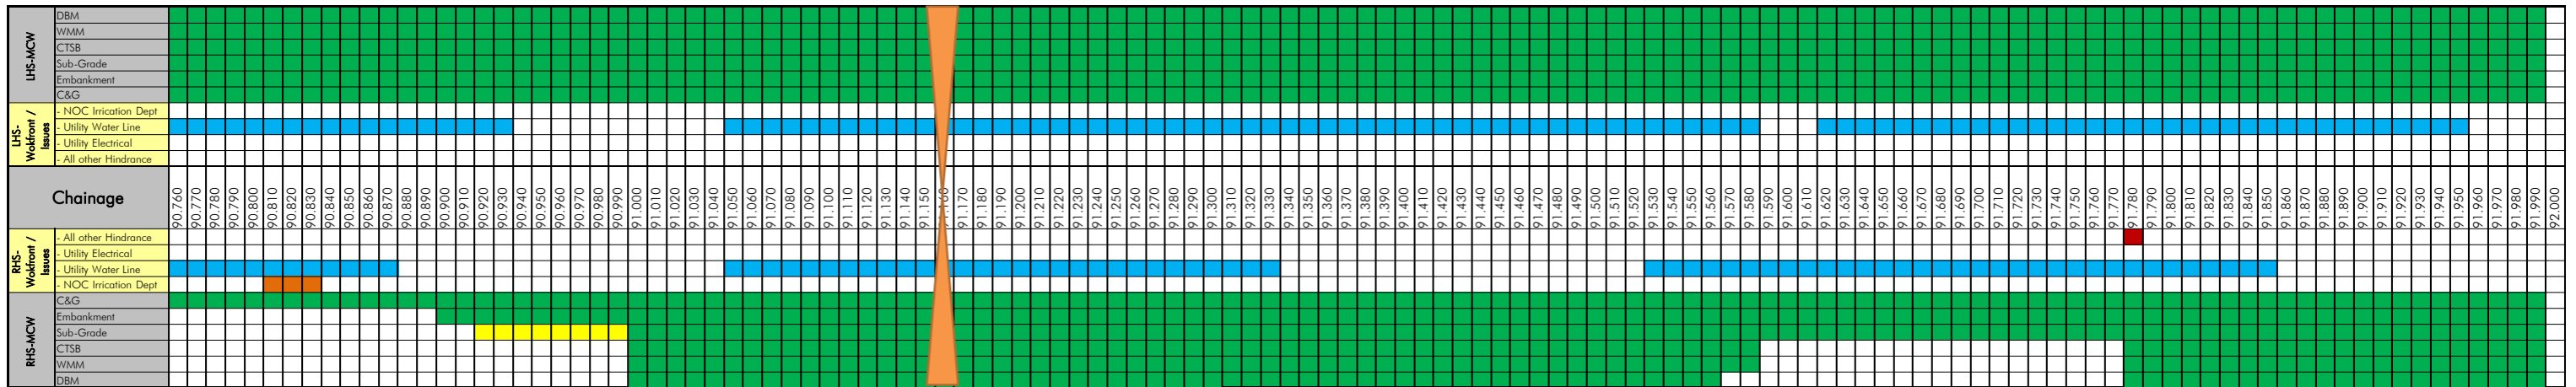 LHS-MCW
DBM
WMM
CTSB
Sub-Grade
Embankment
C&G
LHS-
Wokfront /
Issues
- NOC Irrication Dept
- Utility Water Line
- Utility Electrical
- All other Hindrance
Chainage
90.760 90.770 90.780 90.790 90.800 90.810 90.820 90.830 90.840 90.850 90.860 90.870 90.880 90.890 90.900 90.910 90.920 90.930 90.940 90.950 90.960 90.970 90.980 90.990 91.000 91.010 91.020 91.030 91.040 91.050 91.060 91.070 91.080 91.090 91.100 91.110 91.120 91.130 91.140 91.150 91.170 91.180 91.190 91.200 91.210 91.220 91.230 91.240 91.250 91.260 91.270 91.280 91.290 91.300 91.310 91.320 91.330 91.340 91.350 91.360 91.370 91.380 91.390 91.400 91.410 91.420 91.430 91.440 91.450 91.460 91.470 91.480 91.490 91.500 91.510 91.520 91.530 91.540 91.555 91.560 91.570 91.580 91.590 91.600 91.610 91.620 91.630 91.640 91.650 91.660 91.670 91.680 91.690 91.700 91.710 91.720 91.730 91.740 91.750 91.760 91.770 91.780 91.790 91.800 91.810 91.820 91.830 91.840 91.850 91.860 91.870 91.880 91.890 91.900 91.910 91.920 91.930 91.940 91.950 91.960 91.970 91.980 91.990 92.000
RHS-
Wokfront /
Issues
- All other Hindrance
- Utility Electrical
- Utility Water Line
- NOC Irrication Dept
RHS-MCW
C&G
Embankment
Sub-Grade
CTSB
WMM
DBM